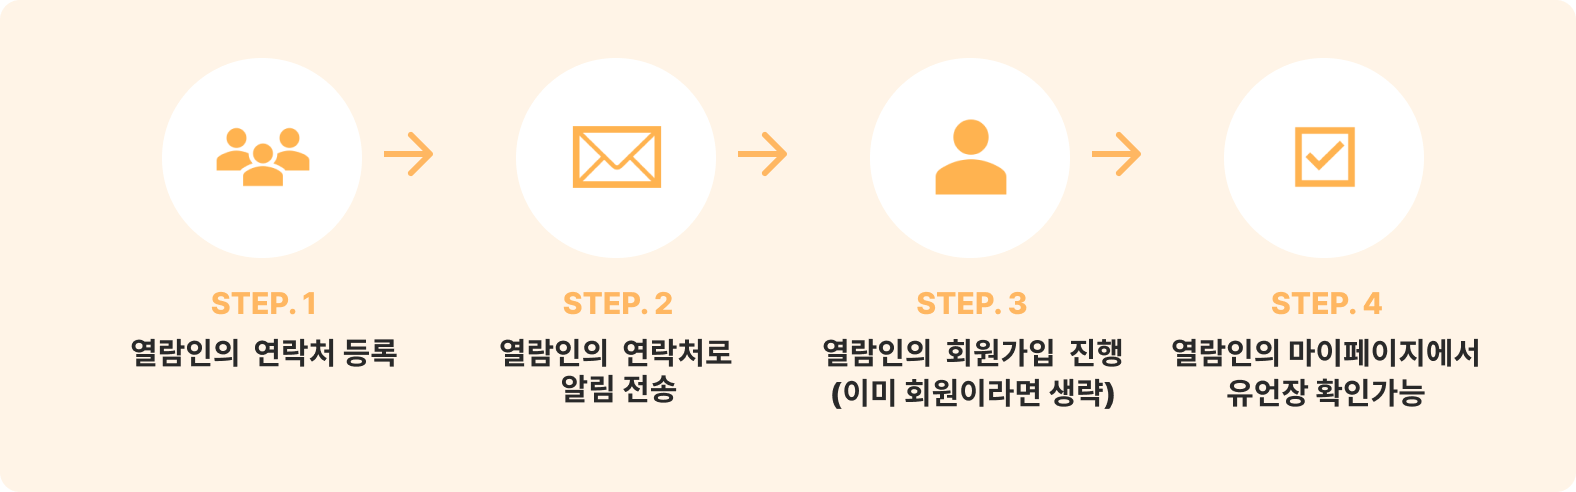 STEP. 1
열람인의 연락처 등록
STEP. 2
열람인의 연락처로
알림 전송
STEP. 3
열람인의 회원가입 진행
(이미 회원이라면 생략)
STEP. 4
열람인의 마이페이지에서
유언장 확인가능